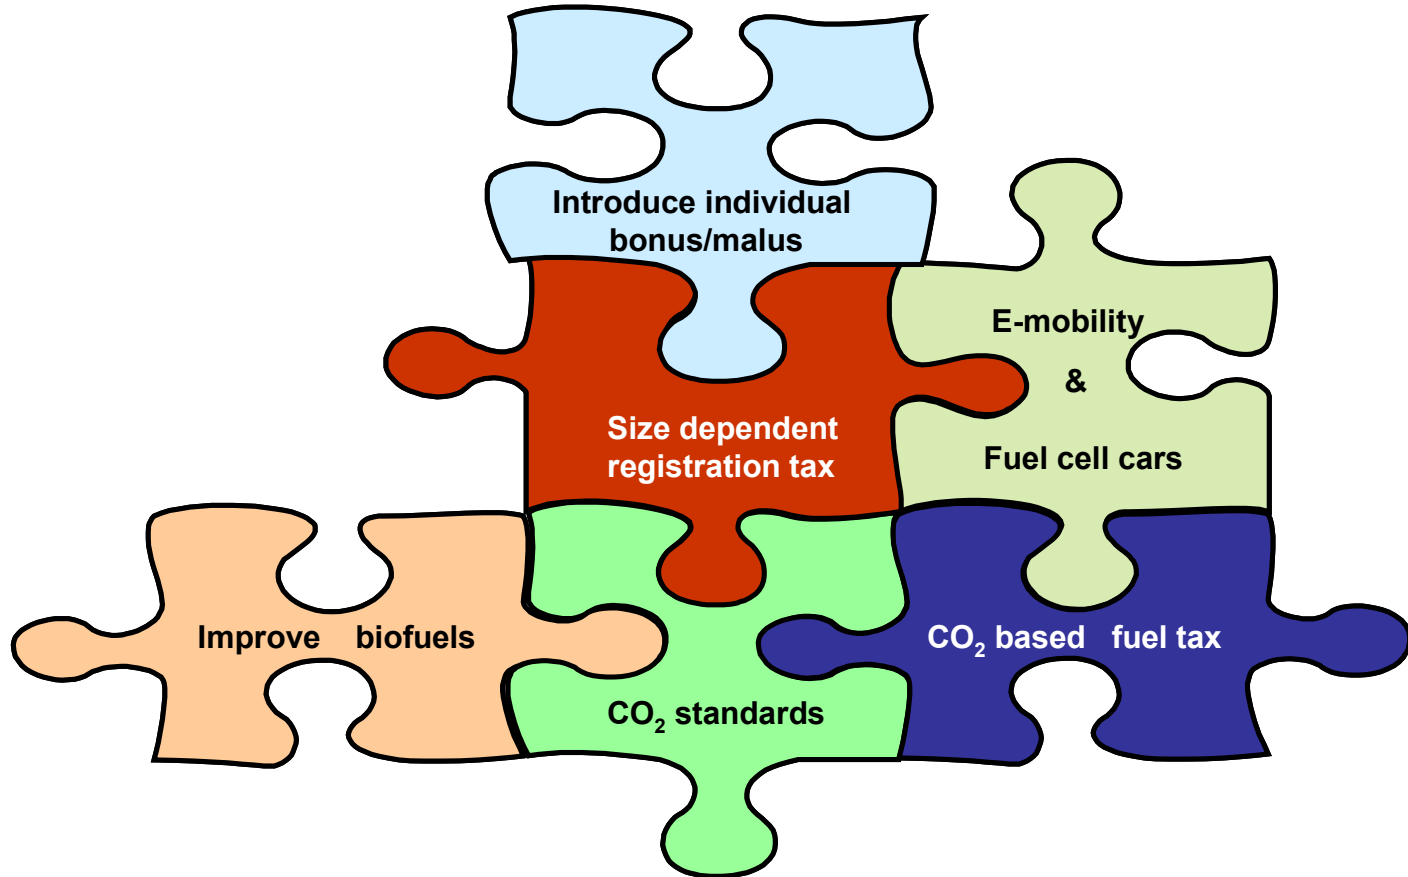 Introduce individual
bonus/malus
E-mobility
&
Fuel cell cars
Size dependent
registration tax
Improve biofuels
CO₂ based fuel tax
CO₂ standards